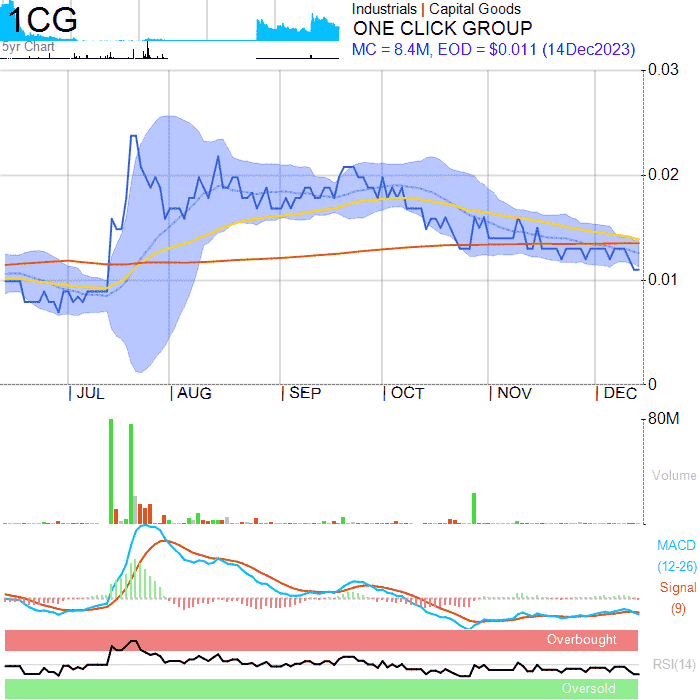 1CG
5yr Chart
Industrials | Capital Goods
ONE CLICK GROUP
MC = 8.4M, EOD = $0.011 (14Dec2023)
0.03
0.02
0.01
0
JUL AUG SEP OCT NOV DEC
80M
Volume
MACD
(12-26)
Signal
(9)
Overbought
RSI(14)
Oversold